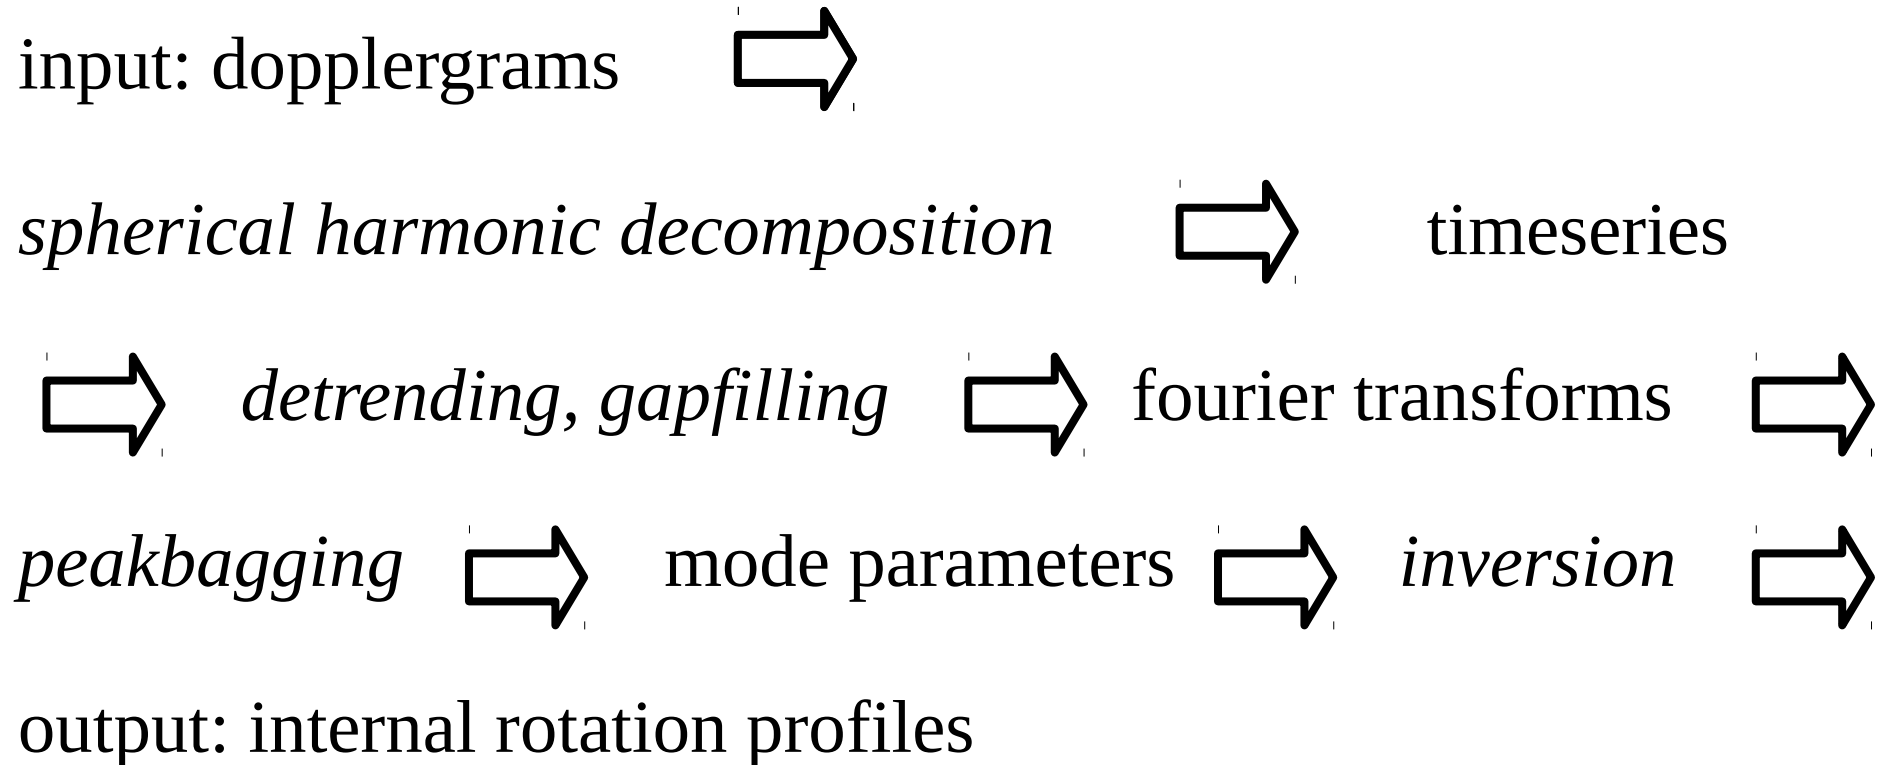 input: dopplergrams
spherical harmonic decomposition timeseries
detrending, gapfilling fourier transforms
peakbagging mode parameters inversion
output: internal rotation profiles